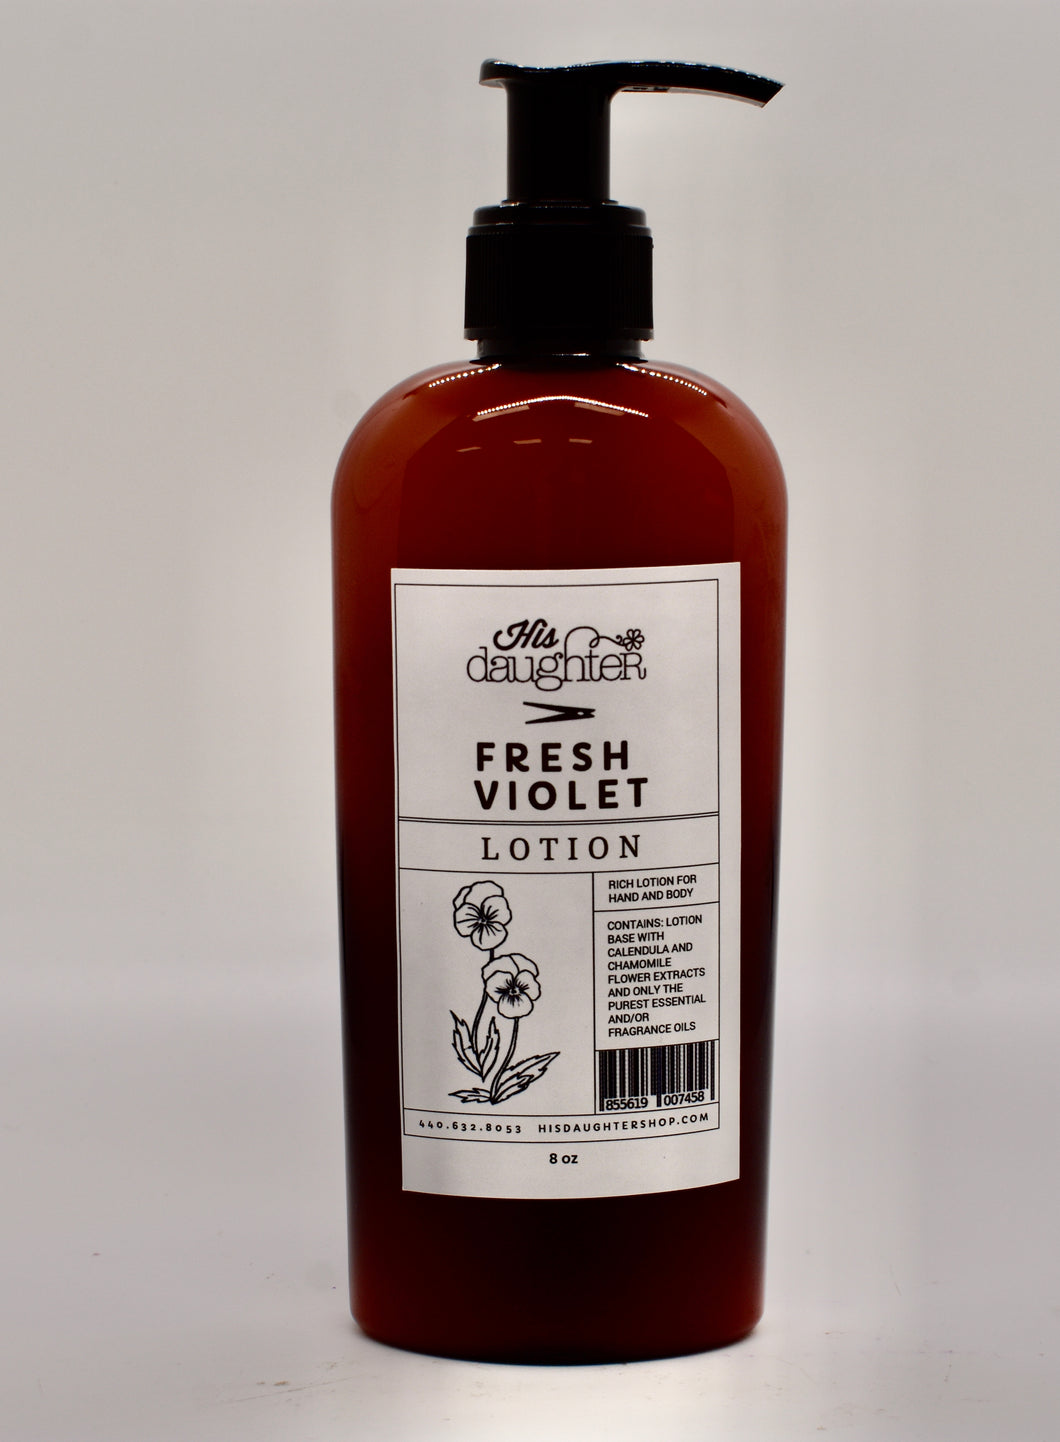 His
daughteR
FRESH
VIOLET
LOTION
RICH LOTION FOR
HAND AND BODY
CONTAINS: LOTION
BASE WITH
CALENDULA AND
CHAMOMILE
FLOWER EXTRACTS
AND ONLY THE
PUREST ESSENTIAL
AND/OR
FRAGRANCE OILS
855619 007458
440.632.8053 HISDAUGHTERSHOP.COM
8 oz